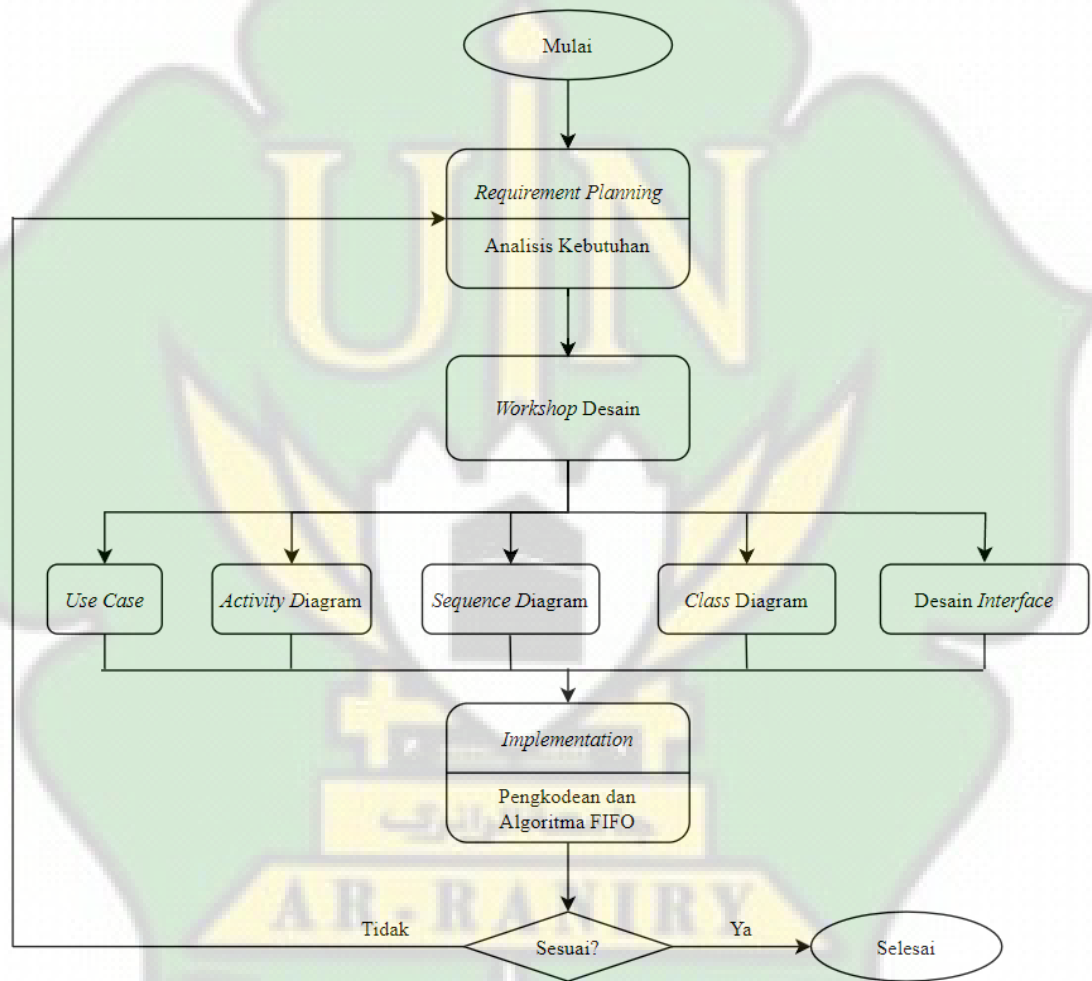 Mulai
UIN
Requirement Planning
Analisis Kebutuhan
Workshop Desain
Use Case
Activity Diagram
Sequence Diagram
Class Diagram
Desain Interface
Implementation
Pengkodean dan
Algoritma FIFO
AR-RANIRY
Tidak
Sesuai?
Ya
Selesai